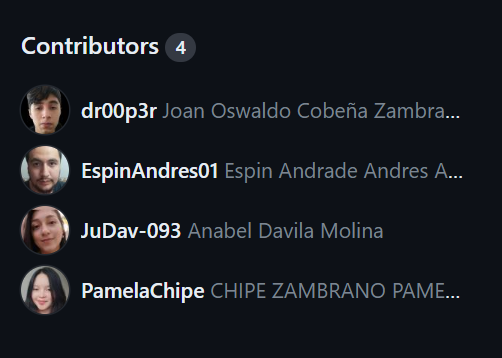 Contributors 4
dr00p3r Joan Oswaldo Cobeña Zambra...
EspinAndres01 Espin Andrade Andres A...
JuDav-093 Anabel Davila Molina
PamelaChipe CHIPE ZAMBRANO PAME...